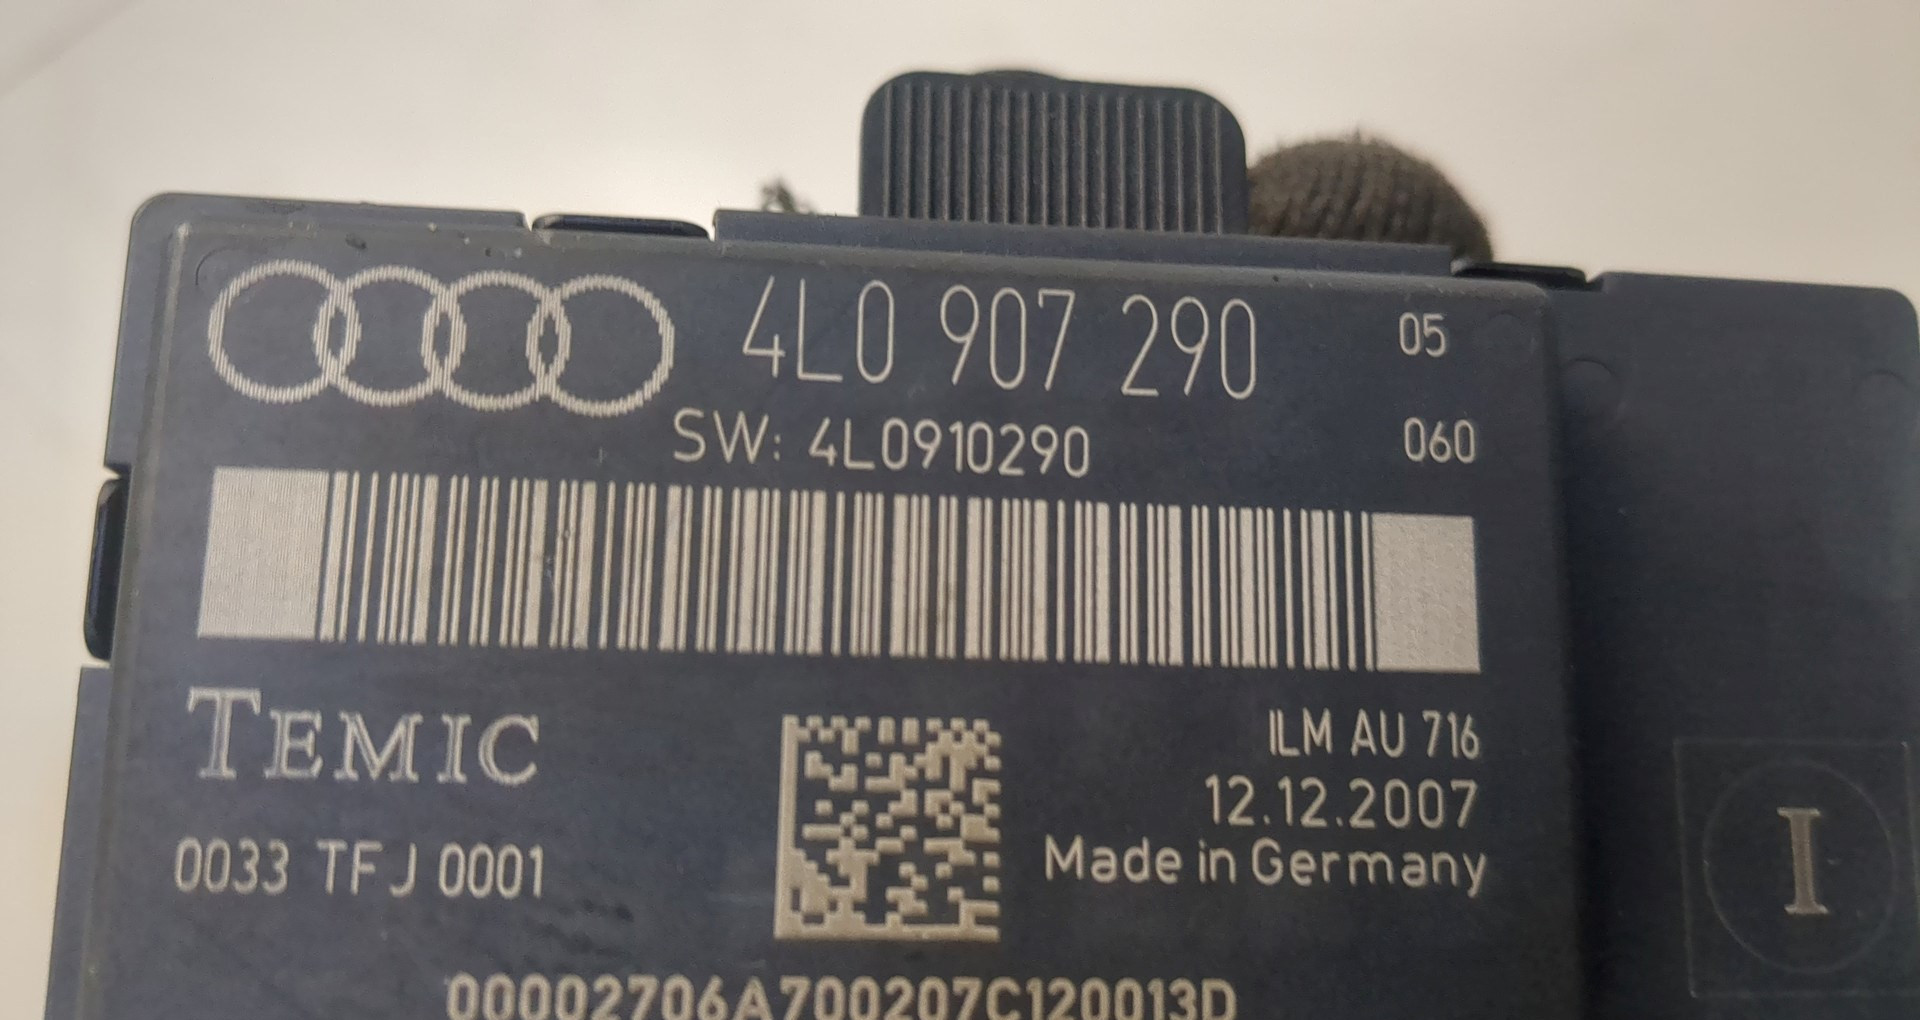 4L0 907 290 05
SW: 4L0910290 060
TEMIC
ILM AU 716
12.12.2007
0033 TFJ 0001
Made in Germany
00002706A700207C120013D
I